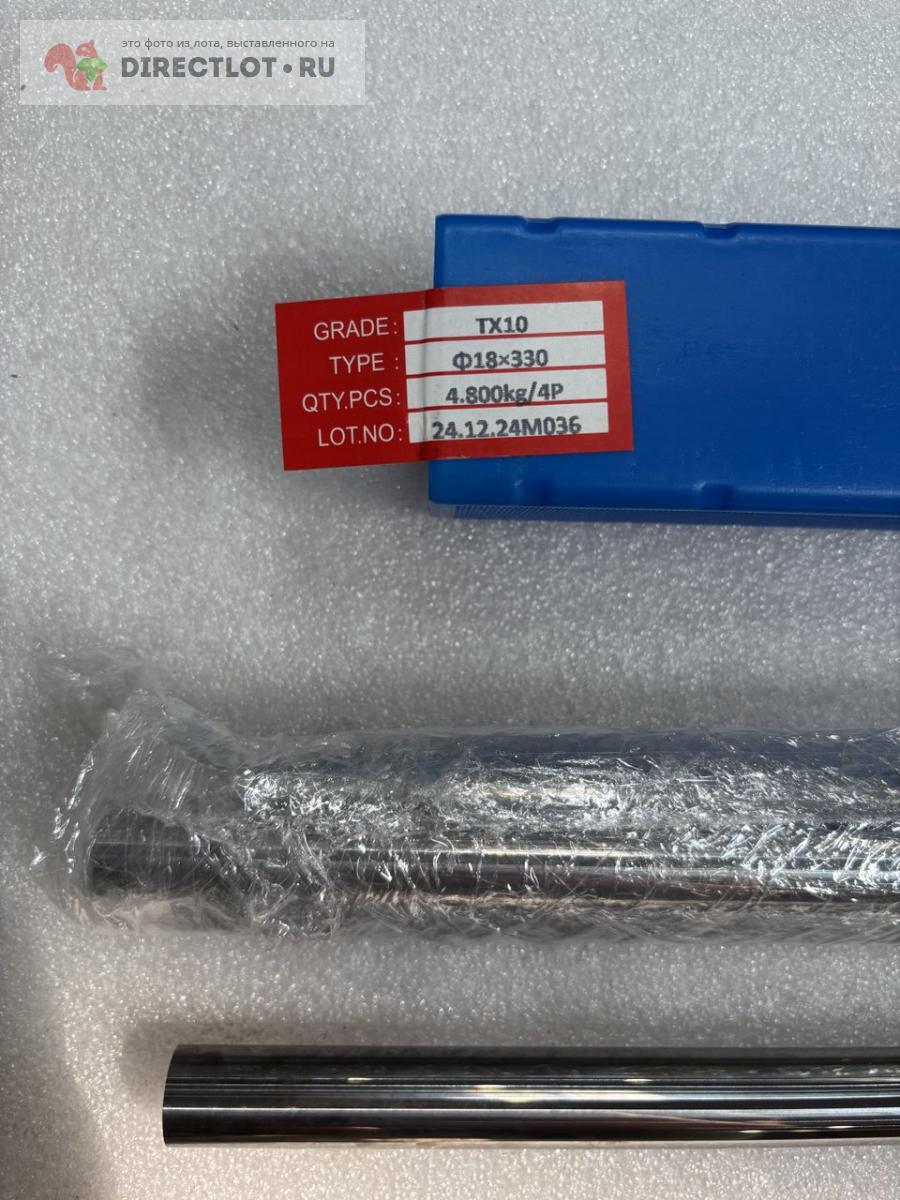 это фото из лота, выставленного на
DIRECTLOT•RU
GRADE: TX10
TYPE : Φ18×330
QTY.PCS: 4.800kg/4P
LOT.NO: 24.12.24M036